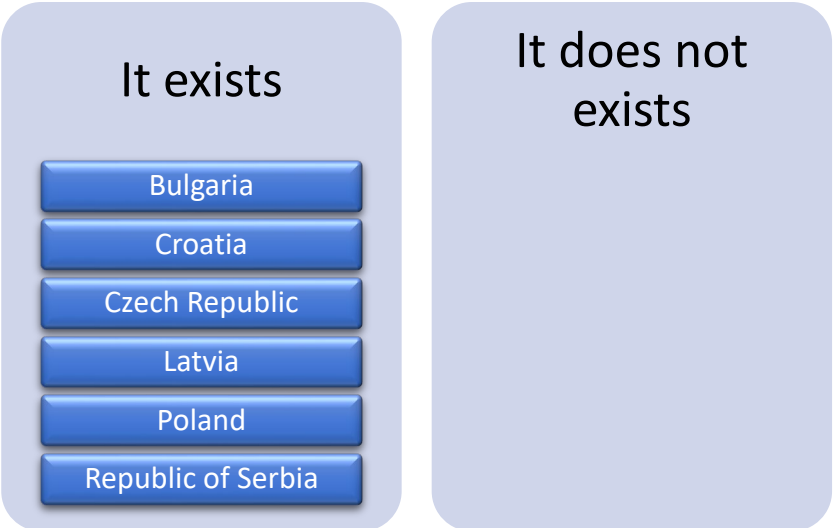 It exists
Bulgaria
Croatia
Czech Republic
Latvia
Poland
Republic of Serbia
It does not
exists